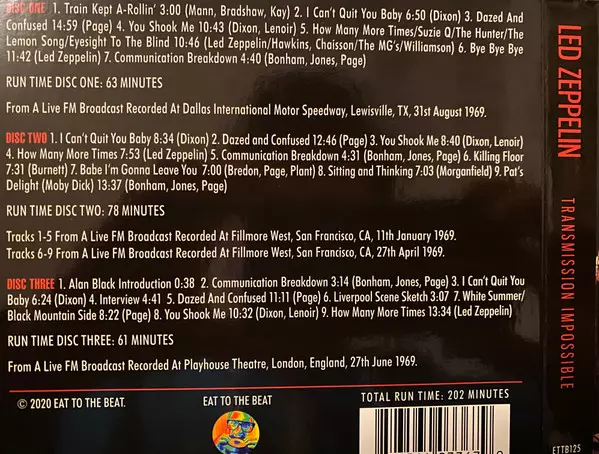 DISC ONE 1. Train Kept A-Rollin' 3:00 (Mann, Bradshaw, Kay) 2. I Can't Quit You Baby 6:50 (Dixon) 3. Dazed And
Confused 14:59 (Page) 4. You Shook Me 10:43 (Dixon, Lenoir) 5. How Many More Times/Suzie Q/The Hunter/The
Lemon Song/Eyesight To The Blind 10:46 (Led Zeppelin/Hawkins, Chaisson/The MG's/Williamson) 6. Bye Bye Bye
11:42 (Led Zeppelin) 7. Communication Breakdown 4:40 (Bonham, Jones, Page)
RUN TIME DISC ONE: 63 MINUTES
From A Live FM Broadcast Recorded At Dallas International Motor Speedway, Lewisville, TX, 31st August 1969.
DISC TWO 1. I Can't Quit You Baby 8:34 (Dixon) 2. Dazed and Confused 12:46 (Page) 3. You Shook Me 8:40 (Dixon, Lenoir)
4. How Many More Times 7:53 (Led Zeppelin) 5. Communication Breakdown 4:31 (Bonham, Jones, Page) 6. Killing Floor
7:31 (Burnett) 7. Babe I'm Gonna Leave You 7:00 (Bredon, Page, Plant) 8. Sitting and Thinking 7:03 (Morganfield) 9. Pat's
Delight (Moby Dick) 13:37 (Bonham, Jones, Page)
RUN TIME DISC TWO: 78 MINUTES
Tracks 1-5 From A Live FM Broadcast Recorded At Fillmore West, San Francisco, CA, 11th January 1969.
Tracks 6-9 From A Live FM Broadcast Recorded At Fillmore West, San Francisco, CA, 27th April 1969.
DISC THREE 1. Alan Black Introduction 0:38 2. Communication Breakdown 3:14 (Bonham, Jones, Page) 3. I Can't Quit You
Baby 6:24 (Dixon) 4. Interview 4:41 5. Dazed And Confused 11:11 (Page) 6. Liverpool Scene Sketch 3:07 7. White Summer/
Black Mountain Side 8:22 (Page) 8. You Shook Me 10:32 (Dixon, Lenoir) 9. How Many More Times 13:34 (Led Zeppelin)
RUN TIME DISC THREE: 61 MINUTES
From A Live FM Broadcast Recorded At Playhouse Theatre, London, England, 27th June 1969.
© 2020 EAT TO THE BEAT.
EAT TO THE BEAT
TOTAL RUN TIME: 202 MINUTES
LED ZEPPELIN
TRANSMISSION IMPOSSIBLE
ETTB125